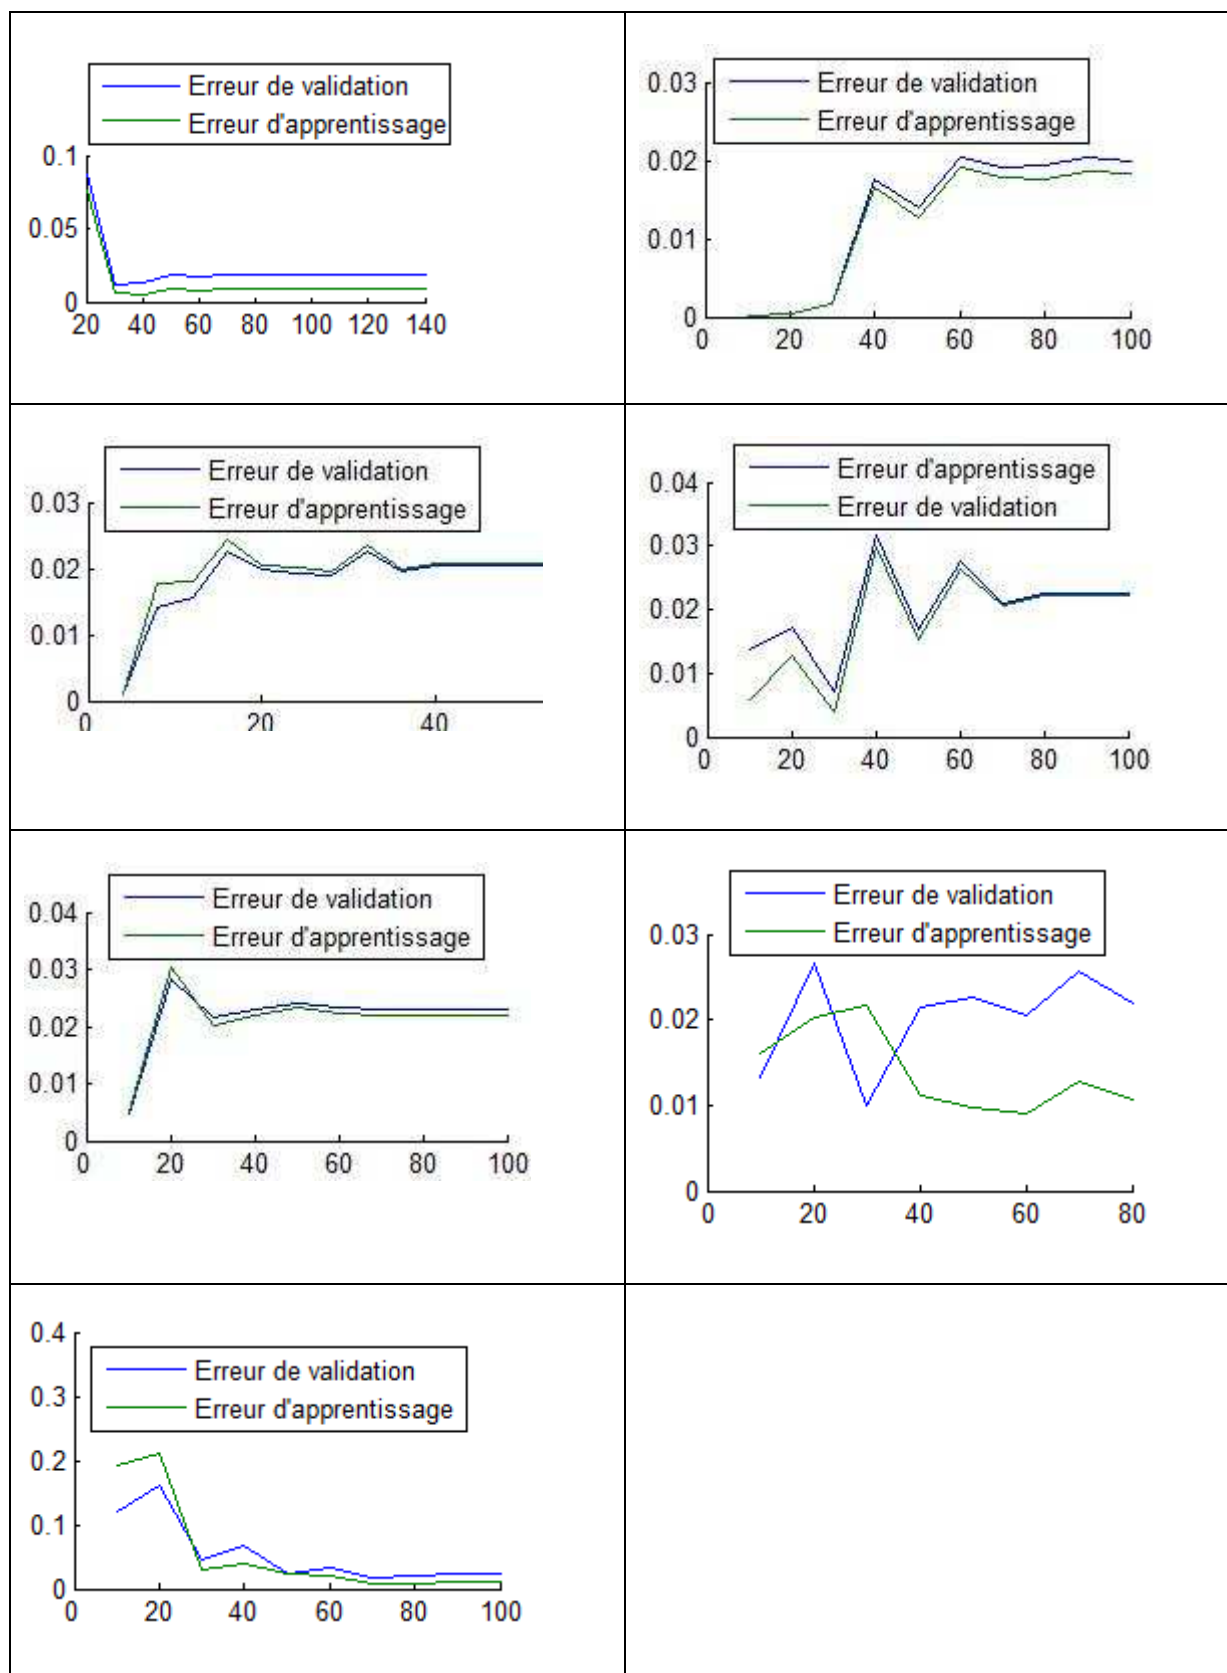 Erreur de validation
Erreur d'apprentissage
0.1
0.05
0
20 40 60 80 100 120 140
0.03
Erreur de validation
Erreur d'apprentissage
0.02
0.01
0
0 20 40 60 80 100
Erreur de validation
0.03
Erreur d'apprentissage
0.02
0.01
0
0 20 40
Erreur d'apprentissage
0.04
Erreur de validation
0.03
0.02
0.01
0
0 20 40 60 80 100
Erreur de validation
0.04
Erreur d'apprentissage
0.03
0.02
0.01
0
0 20 40 60 80 100
Erreur de validation
0.03
Erreur d'apprentissage
0.02
0.01
0
0 20 40 60 80
0.4
Erreur de validation
0.3
Erreur d'apprentissage
0.2
0.1
0
0 20 40 60 80 100